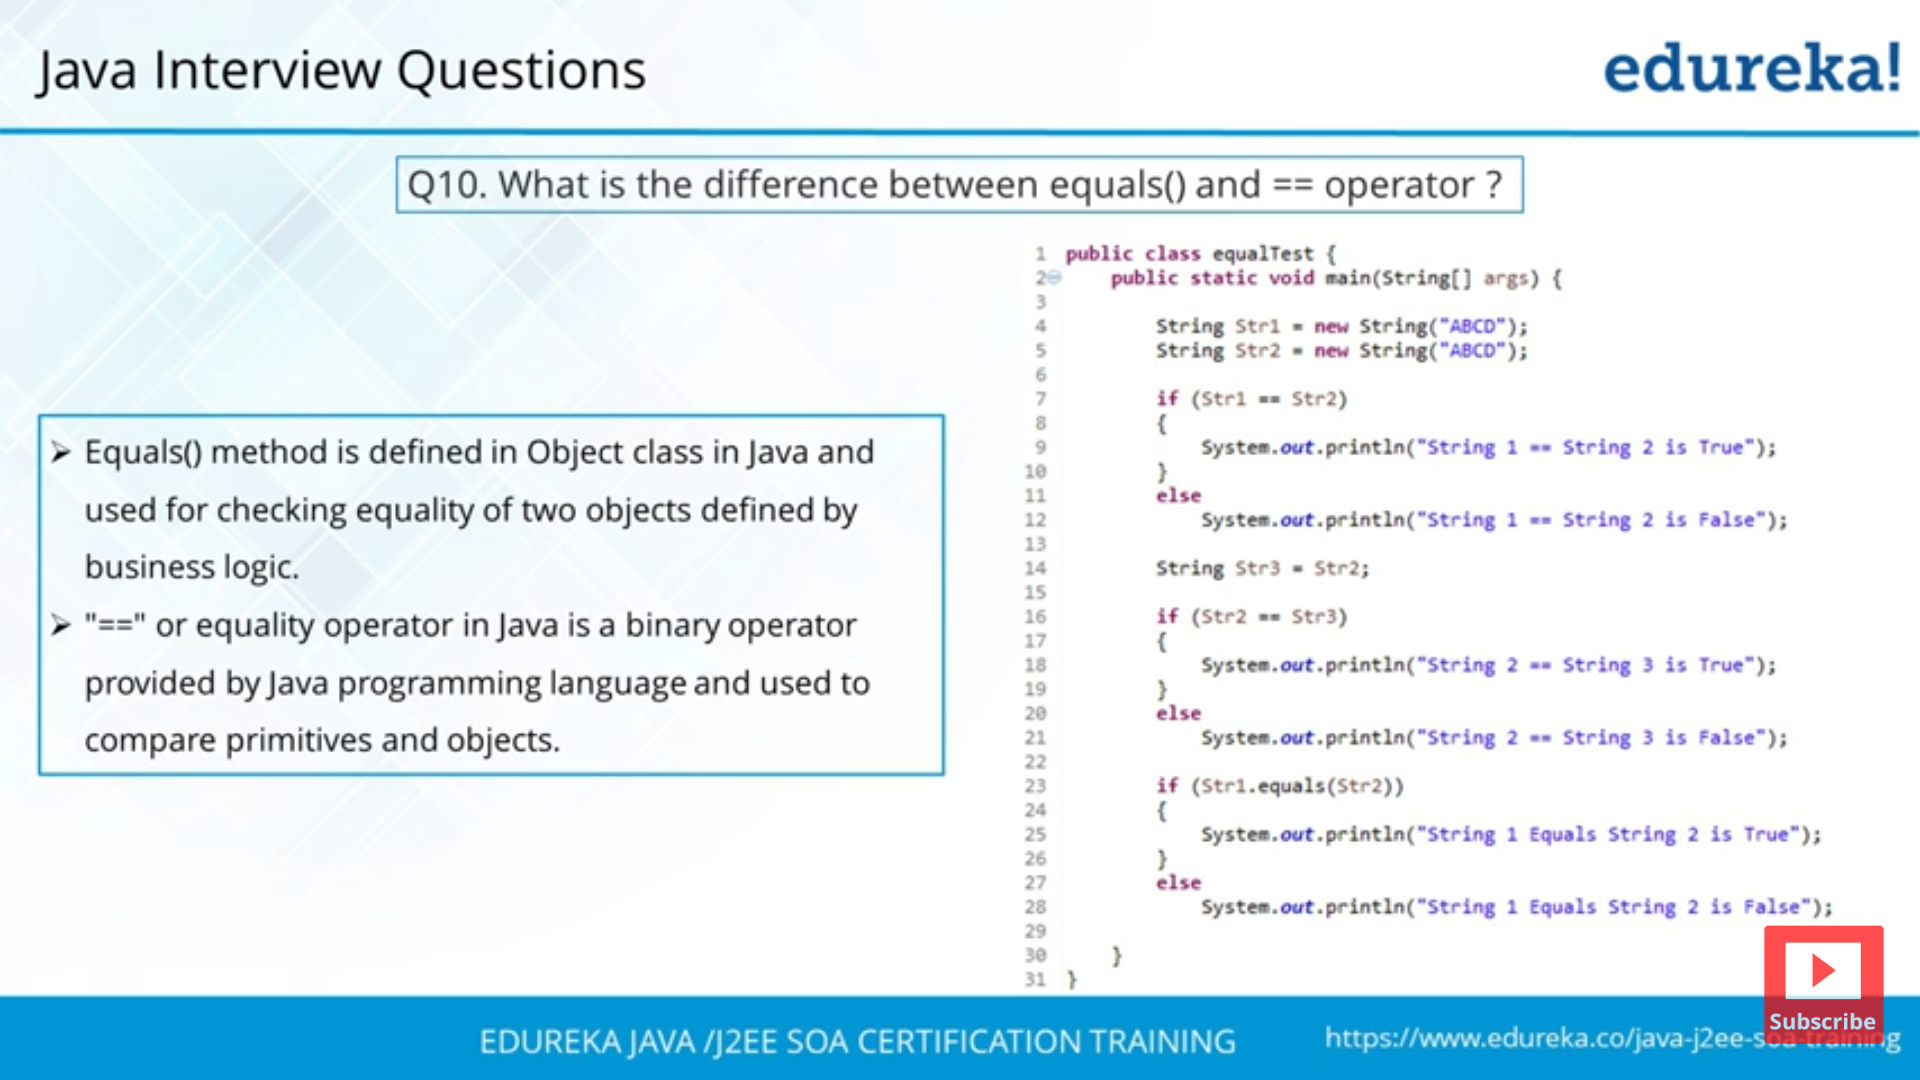 Java Interview Questions
edureka!
Q10. What is the difference between equals() and == operator ?
➢ Equals() method is defined in Object class in Java and
used for checking equality of two objects defined by
business logic.
➢ "==" or equality operator in Java is a binary operator
provided by Java programming language and used to
compare primitives and objects.
1 public class equalTest {
2 public static void main(String[] args) {
3
4 String Str1 = new String("ABCD");
5 String Str2 = new String("ABCD");
6
7 if (Str1 == Str2)
8 {
9 System.out.println("String 1 == String 2 is True");
10 }
11 else
12 System.out.println("String 1 == String 2 is False");
13
14 String Str3 = Str2;
15
16 if (Str2 == Str3)
17 {
18 System.out.println("String 2 == String 3 is True");
19 }
20 else
21 System.out.println("String 2 == String 3 is False");
22
23 if (Str1.equals(Str2))
24 {
25 System.out.println("String 1 Equals String 2 is True");
26 }
27 else
28 System.out.println("String 1 Equals String 2 is False");
29
30 }
31 }
Subscribe
EDUREKA JAVA /J2EE SOA CERTIFICATION TRAINING
https://www.edureka.co/java-j2ee-soa-training